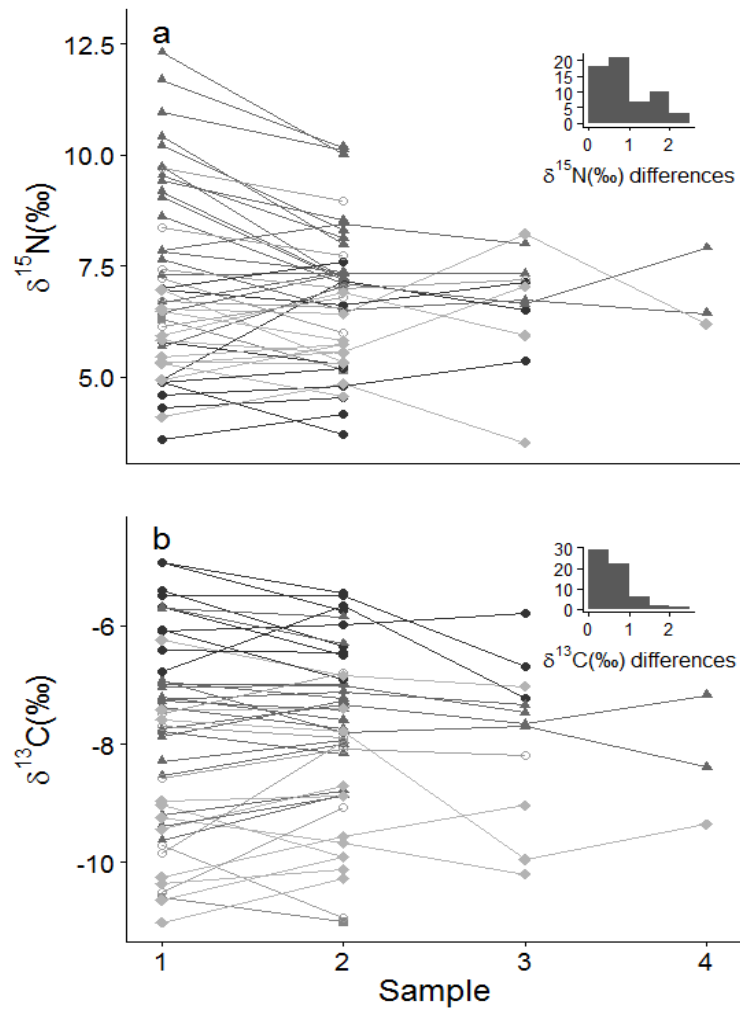 a
12.5
10.0
7.5
5.0
δ¹⁵N(‰)
20
15
10
5
0
0 1 2
δ¹⁵N(‰) differences
b
-6
-8
-10
δ¹³C(‰)
30
20
10
0
0 1 2
δ¹³C(‰) differences
1 2 3 4
Sample